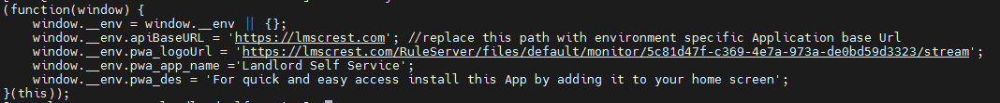 (function(window) {
    window.__env = window.__env || {};
    window.__env.apiBaseURL = 'https://lmscrest.com'; //replace this path with environment specific Application base Url
    window.__env.pwa_logoUrl = 'https://lmscrest.com/RuleServer/files/default/monitor/5c81d47f-c369-4e7a-973a-de0bd59d3323/stream';
    window.__env.pwa_app_name ='Landlord Self Service';
    window.__env.pwa_des = 'For quick and easy access install this App by adding it to your home screen';
}(this));